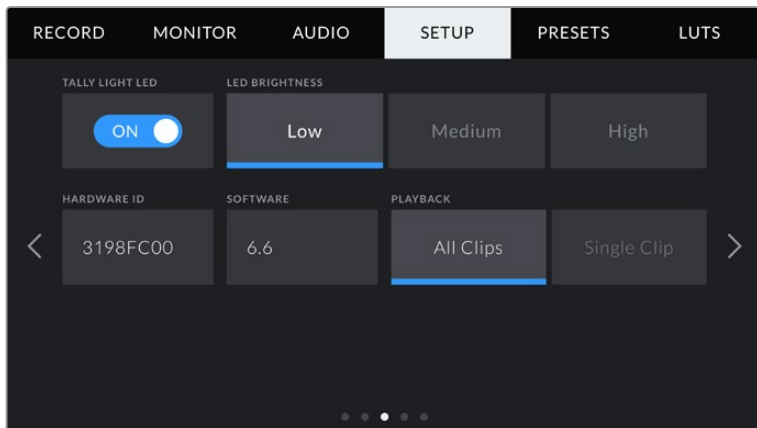 RECORD MONITOR AUDIO SETUP PRESETS LUTS
TALLY LIGHT LED LED BRIGHTNESS
ON Low Medium High
HARDWARE ID SOFTWARE PLAYBACK
3198FC00 6.6 All Clips Single Clip